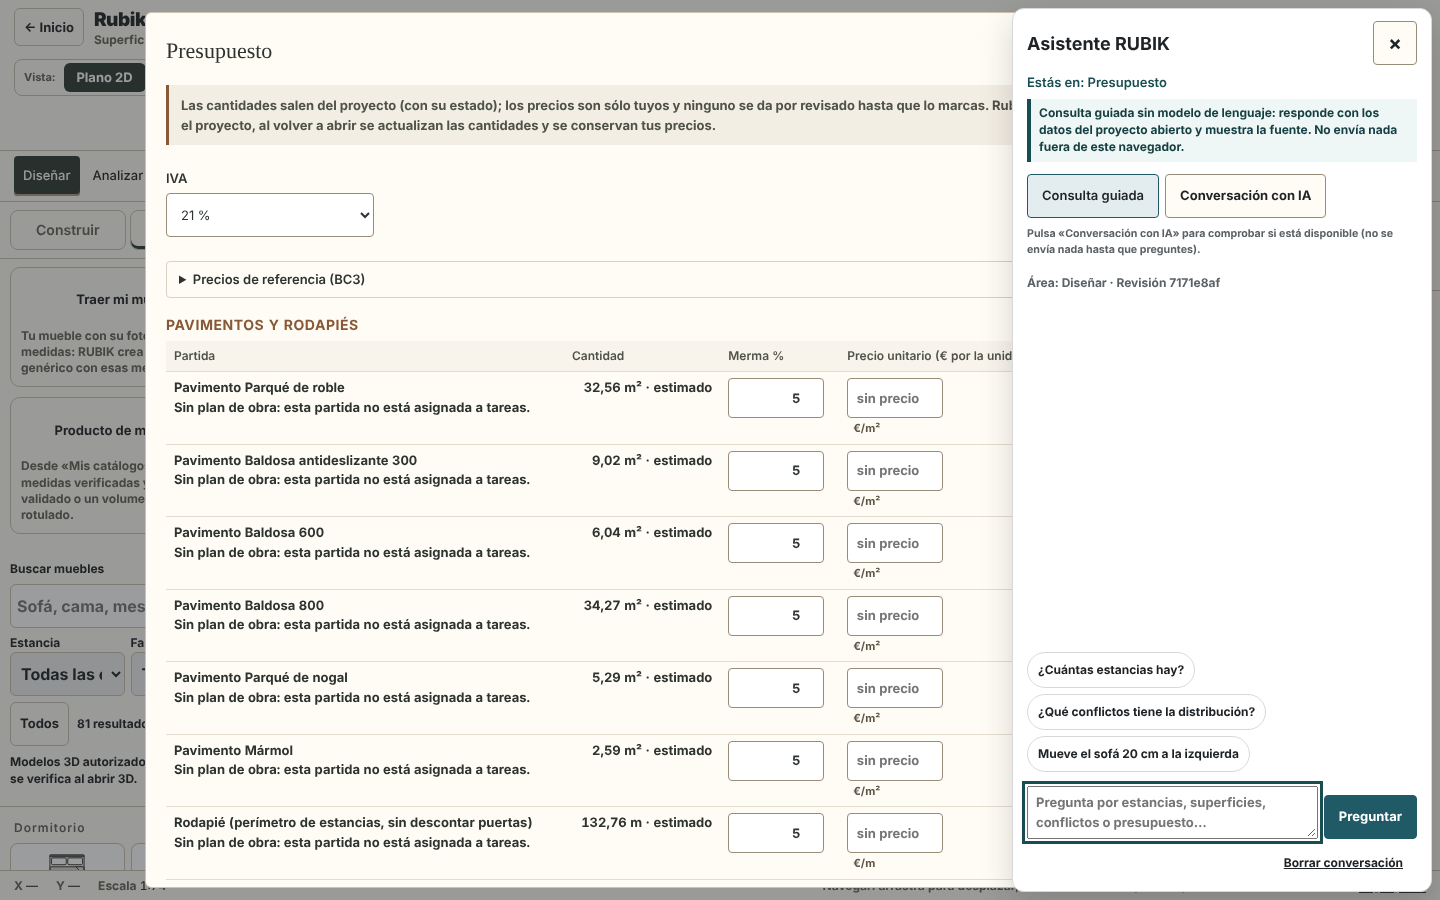 ← Inicio
Rubik
Superfic
Vista:
Plano 2D
Diseñar
Analizar
Construir
Traer mi mu
Tu mueble con su foto
medidas: RUBIK crea
genérico con esas me
Producto de m
Desde «Mis catálogo
medidas verificadas y
validado o un volume
rotulado.
Buscar muebles
Sofá, cama, mes
Estancia
Fa
Todas las
Todos
81 resultado
Modelos 3D autorizado
se verifica al abrir 3D.
Dormitorio
X —
Y —
Escala
Presupuesto
Las cantidades salen del proyecto (con su estado); los precios son sólo tuyos y ninguno se da por revisado hasta que lo marcas. Rub
el proyecto, al volver a abrir se actualizan las cantidades y se conservan tus precios.
IVA
21 %
▶ Precios de referencia (BC3)
PAVIMENTOS Y RODAPIÉS
Partida
Cantidad
Merma %
Precio unitario (€ por la unid
Pavimento Parqué de roble
32,56 m² · estimado
5
sin precio
Sin plan de obra: esta partida no está asignada a tareas.
€/m²
Pavimento Baldosa antideslizante 300
9,02 m² · estimado
5
sin precio
Sin plan de obra: esta partida no está asignada a tareas.
€/m²
Pavimento Baldosa 600
6,04 m² · estimado
5
sin precio
Sin plan de obra: esta partida no está asignada a tareas.
€/m²
Pavimento Baldosa 800
34,27 m² · estimado
5
sin precio
Sin plan de obra: esta partida no está asignada a tareas.
€/m²
Pavimento Parqué de nogal
5,29 m² · estimado
5
sin precio
Sin plan de obra: esta partida no está asignada a tareas.
€/m²
Pavimento Mármol
2,59 m² · estimado
5
sin precio
Sin plan de obra: esta partida no está asignada a tareas.
€/m²
Rodapié (perímetro de estancias, sin descontar puertas)
132,76 m · estimado
5
sin precio
Sin plan de obra: esta partida no está asignada a tareas.
€/m
Asistente RUBIK
×
Estás en: Presupuesto
Consulta guiada sin modelo de lenguaje: responde con los
datos del proyecto abierto y muestra la fuente. No envía nada
fuera de este navegador.
Consulta guiada
Conversación con IA
Pulsa «Conversación con IA» para comprobar si está disponible (no se
envía nada hasta que preguntes).
Área: Diseñar · Revisión 7171e8af
¿Cuántas estancias hay?
¿Qué conflictos tiene la distribución?
Mueve el sofá 20 cm a la izquierda
Pregunta por estancias, superficies,
conflictos o presupuesto...
Preguntar
Borrar conversación